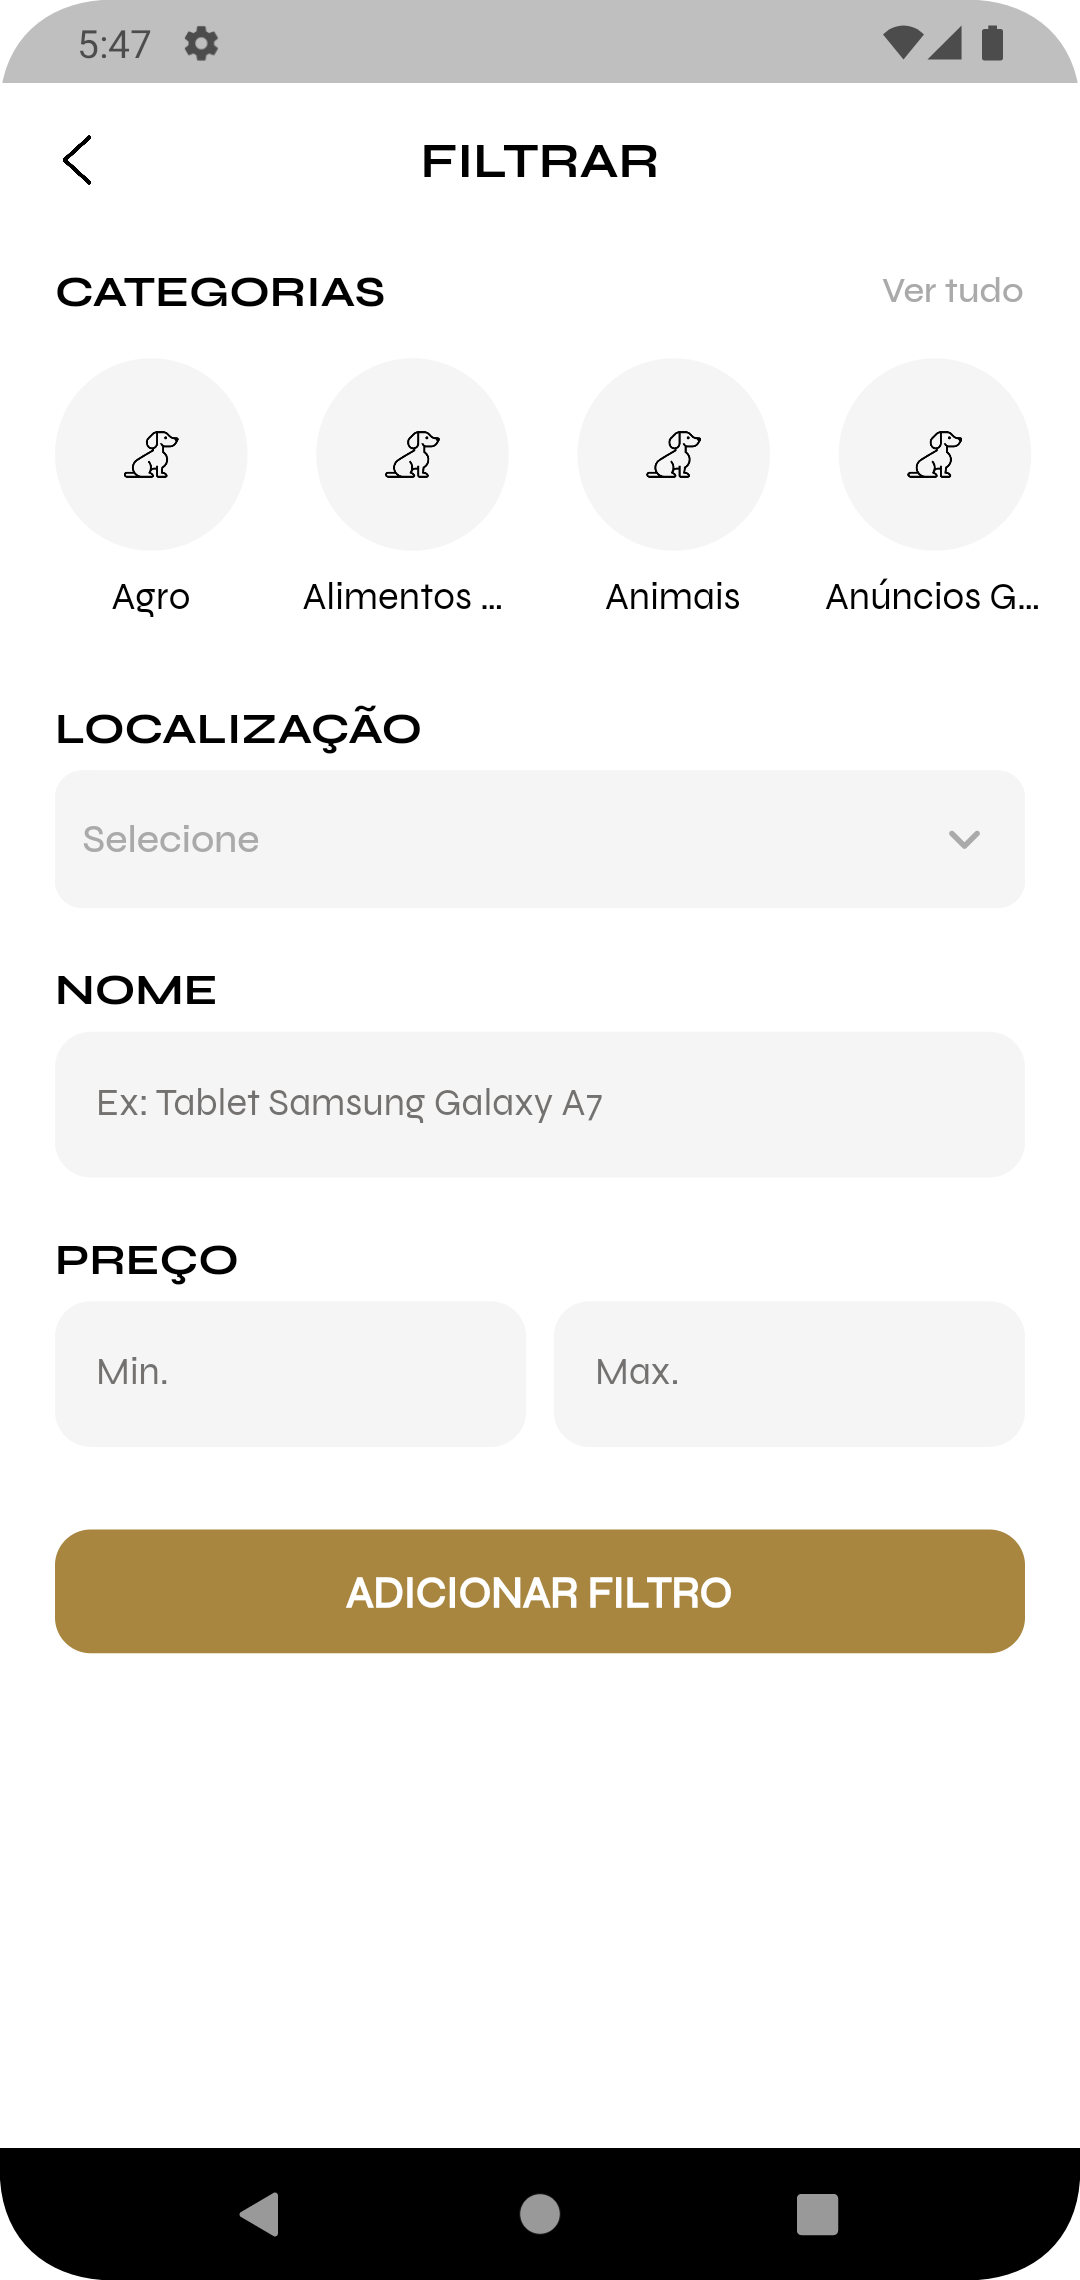 5:47
FILTRAR
CATEGORIAS
Ver tudo
Agro
Alimentos ...
Animais
Anúncios G...
LOCALIZAÇÃO
Selecione
NOME
Ex: Tablet Samsung Galaxy A7
PREÇO
Min.
Max.
ADICIONAR FILTRO